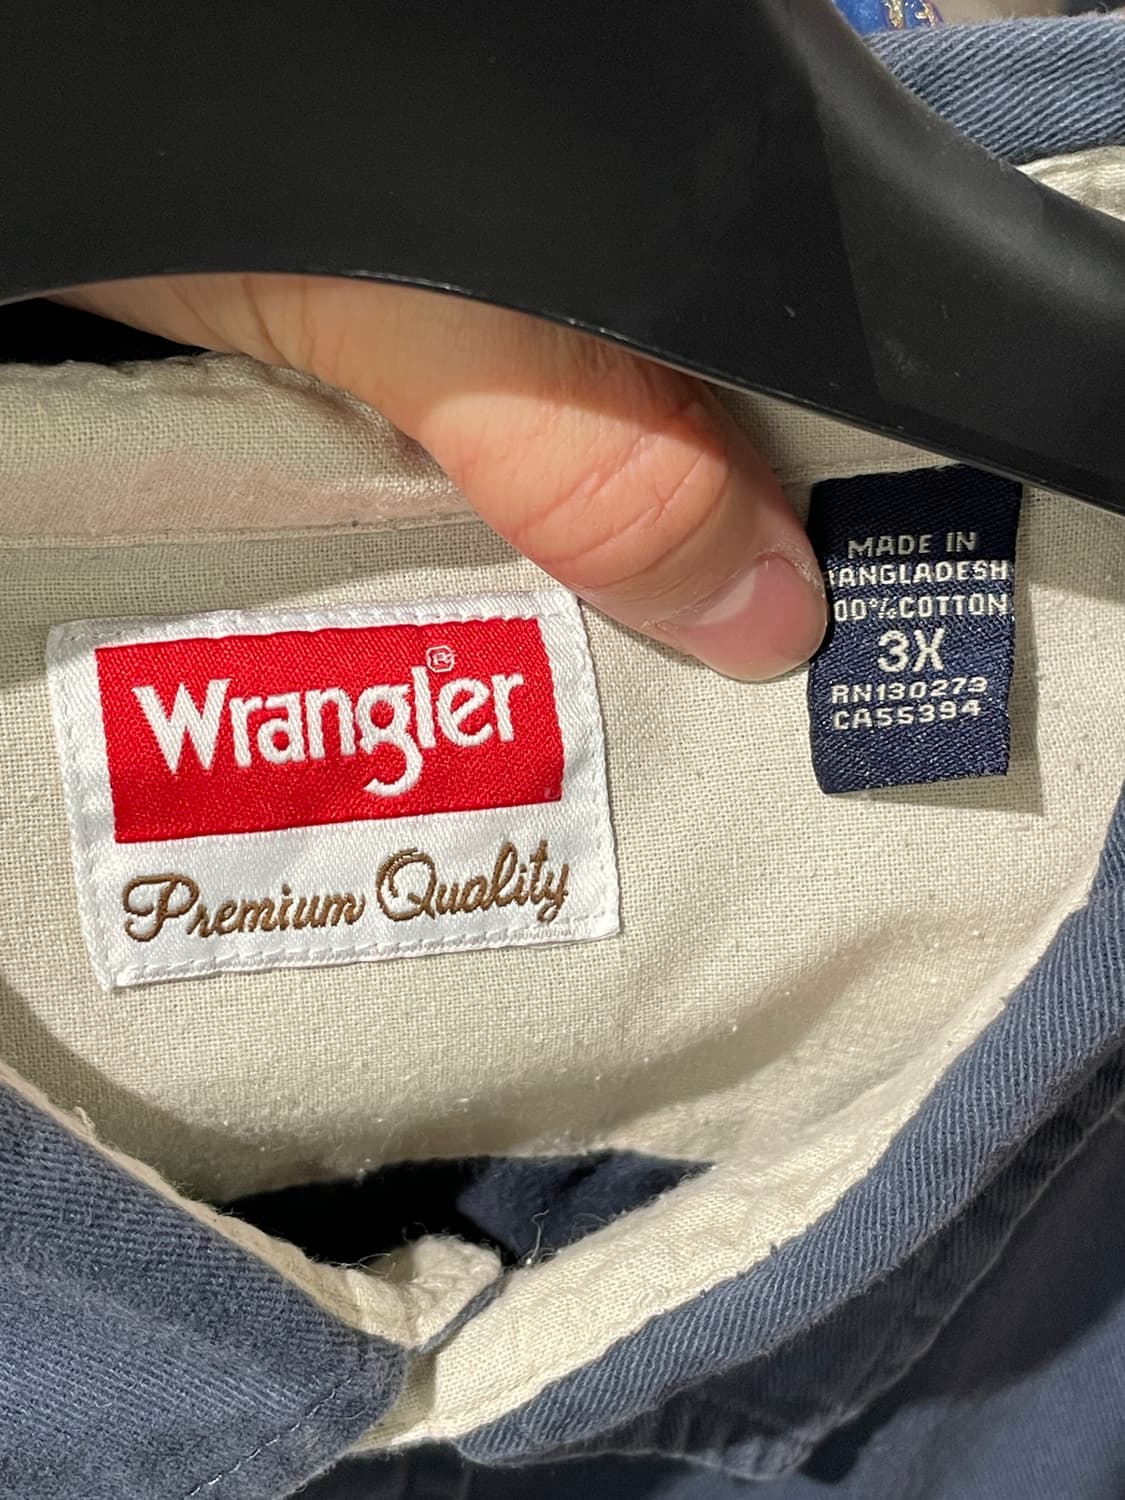 Wrangler®
Premium Quality
MADE IN
ANGLADESH
00% COTTON
3X
RN130273
CA55394